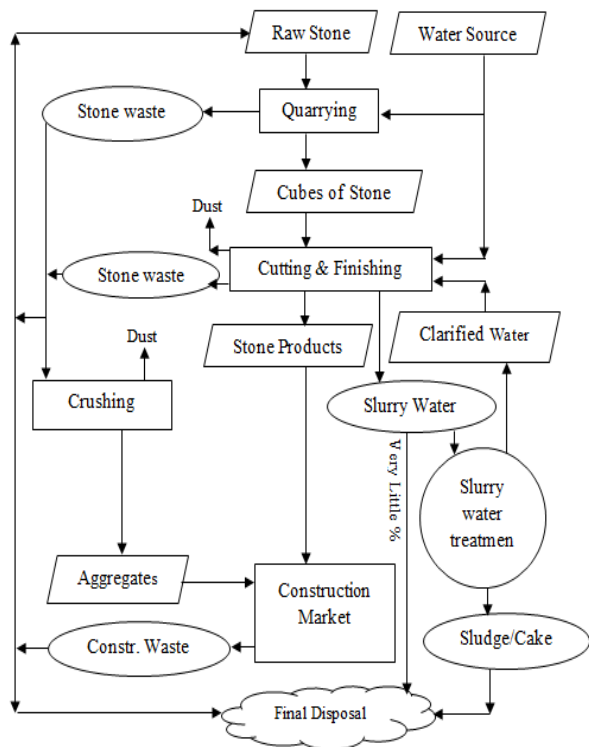 Raw Stone
Water Source
Stone waste
Quarrying
Cubes of Stone
Dust
Stone waste
Cutting & Finishing
Dust
Stone Products
Clarified Water
Crushing
Slurry Water
Very Little %
Slurry
water
treatmen
Aggregates
Construction
Market
Constr. Waste
Sludge/Cake
Final Disposal